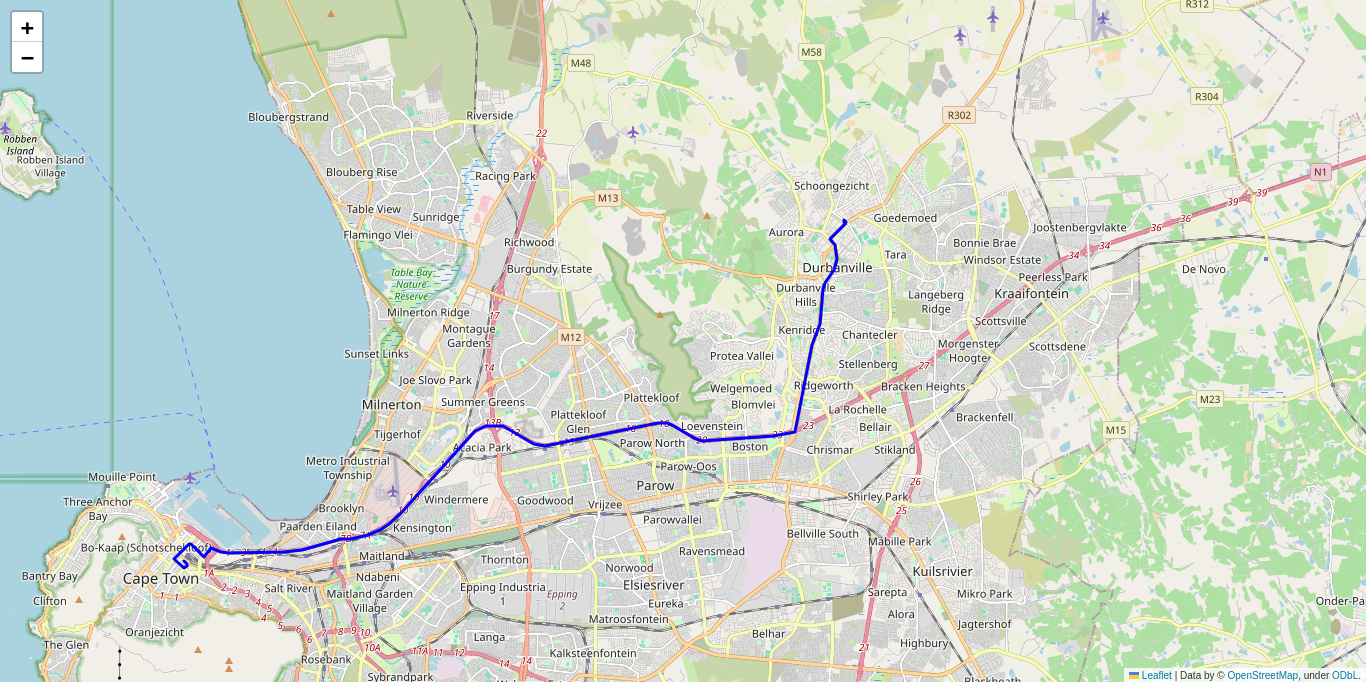 +
−
R312
M58
M48
R304
R302
Bloubergstrand
Riverside
22
Robben
Island
Robben Island
Village
Racing Park
Blouberg Rise
N1
Schoongezicht
M13
39
39
36
36
34
34
Table View
Sunridge
Goedemoed
Joostenbergvlakte
Flamingo Vlei
Richwood
Aurora
Bonnie Brae
Windsor Estate
Tara
Burgundy Estate
Durbanville
De Novo
Table Bay
Nature
Reserve
Peerless Park
Durbanville
Hills
Langeberg
Ridge
Kraaifontein
Milnerton Ridge
17
Montague
Gardens
M12
Kenridge
Chantecler
Scottsville
Sunset Links
Protea Vallei
Morgenster
Hoogte
Scottsdene
14
Stellenberg
27
Joe Slovo Park
Welgemoed
Ridgeworth
Bracken Heights
Plattekloof
Blomvlei
M23
Milnerton
Summer Greens
Plattekloof
Glen
La Rochelle
Brackenfell
13B
Loevenstein
23
Bellair
M15
Tijgerhof
Acacia Park
Parow North
Boston
Chrismar
Stikland
Metro Industrial
Township
Parow-Oos
Mouille-Point
Parow
26
Three Anchor
Bay
Windermere
Goodwood
Vrijzee
Shirley Park
Brooklyn
25
Paarden Eiland
Kensington
Parowvallei
Bellville South
Mabille Park
Bo-Kaap (Schotschekloof)
Maitland
Thornton
Ravensmead
Bantry Bay
Cape Town
1A
Ndabeni
Norwood
Elsiesriver
Kuilsrivier
Salt River
Maitland Garden
Village
Epping Industria
1
Epping
2
Sarepta
Mikro Park
Clifton
1
1
2
2
3
4
4
5
Eureka
Onder-Pa
Matroosfontein
Alora
Jagtershof
Oranjezicht
6
7
8
9
10
Langa
Belhar
Highbury
The Glen
10A
11A
11
14
14
Kalksteenfontein
21
Rosebank
Sybrandpark
Blackheath
Leaflet | Data by © OpenStreetMap, under ODbL.